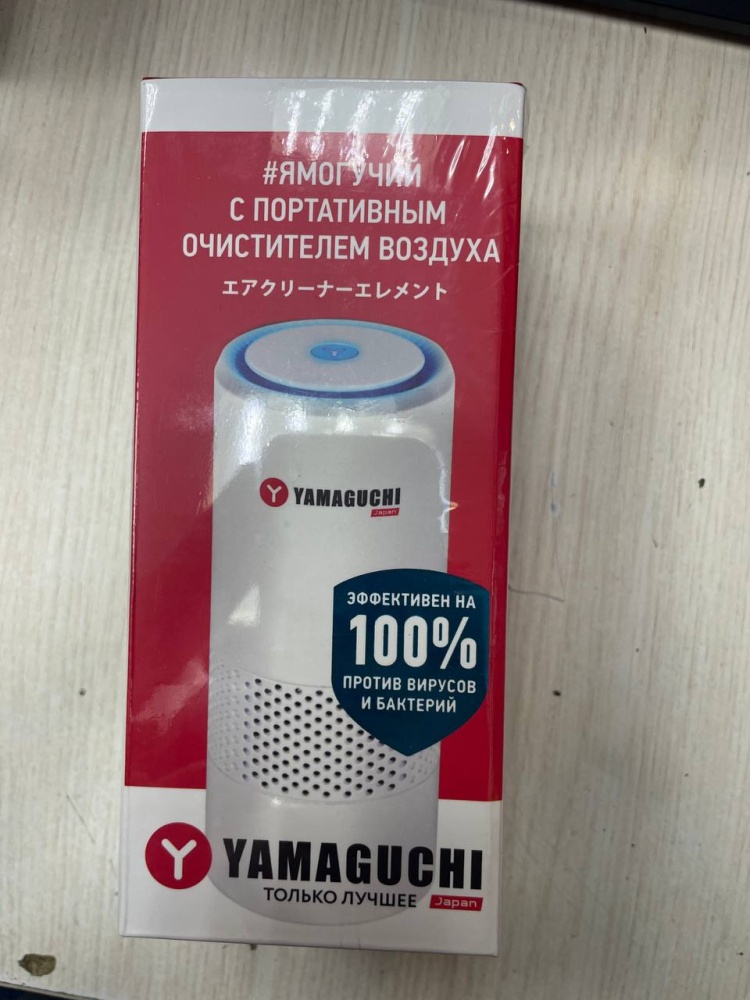 #ЯМОГУЧИЙ
С ПОРТАТИВНЫМ
ОЧИСТИТЕЛЕМ ВОЗДУХА
エアクリーナーエレメント
Y YAMAGUCHI
Japan
ЭФФЕКТИВЕН НА
100%
ПРОТИВ ВИРУСОВ
И БАКТЕРИЙ
Y YAMAGUCHI
ТОЛЬКО ЛУЧШЕЕ Japan